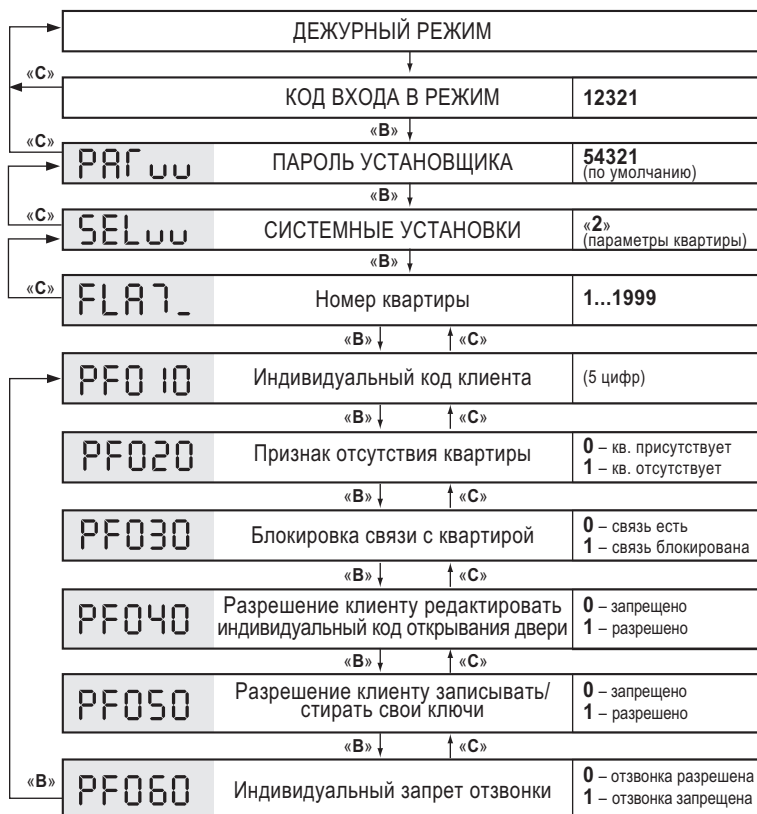 ДЕЖУРНЫЙ РЕЖИМ
«С»
КОД ВХОДА В РЕЖИМ 12321
«В»
«С»
PAГ␣␣ ПАРОЛЬ УСТАНОВЩИКА 54321
(по умолчанию)
«В»
«С»
SEL␣␣ СИСТЕМНЫЕ УСТАНОВКИ «2»
(параметры квартиры)
«В»
«С»
FLA7_ Номер квартиры 1...1999
«В» «С»
PF010 Индивидуальный код клиента (5 цифр)
«В» «С»
PF020 Признак отсутствия квартиры 0 – кв. присутствует
1 – кв. отсутствует
«В» «С»
PF030 Блокировка связи с квартирой 0 – связь есть
1 – связь блокирована
«В» «С»
PF040 Разрешение клиенту редактировать
индивидуальный код открывания двери
0 – запрещено
1 – разрешено
«В» «С»
PF050 Разрешение клиенту записывать/
стирать свои ключи
0 – запрещено
1 – разрешено
«В» «С»
«В»
PF060 Индивидуальный запрет отзвонки 0 – отзвонка разрешена
1 – отзвонка запрещена